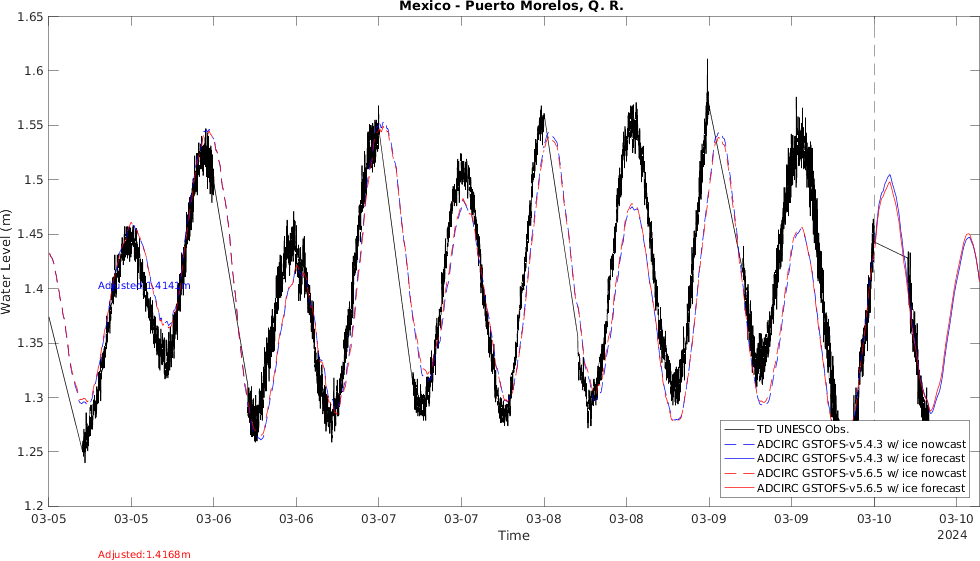 Mexico - Puerto Morelos, Q. R.
Water Level (m)
1.65
1.6
1.55
1.5
1.45
1.4
1.35
1.3
1.25
1.2
Adjusted:1.4141m
TD UNESCO Obs.
ADCIRC GSTOFS-v5.4.3 w/ ice nowcast
ADCIRC GSTOFS-v5.4.3 w/ ice forecast
ADCIRC GSTOFS-v5.6.5 w/ ice nowcast
ADCIRC GSTOFS-v5.6.5 w/ ice forecast
03-05 03-05 03-06 03-06 03-07 03-07 03-08 03-08 03-09 03-09 03-10 03-10
Time
2024
Adjusted:1.4168m